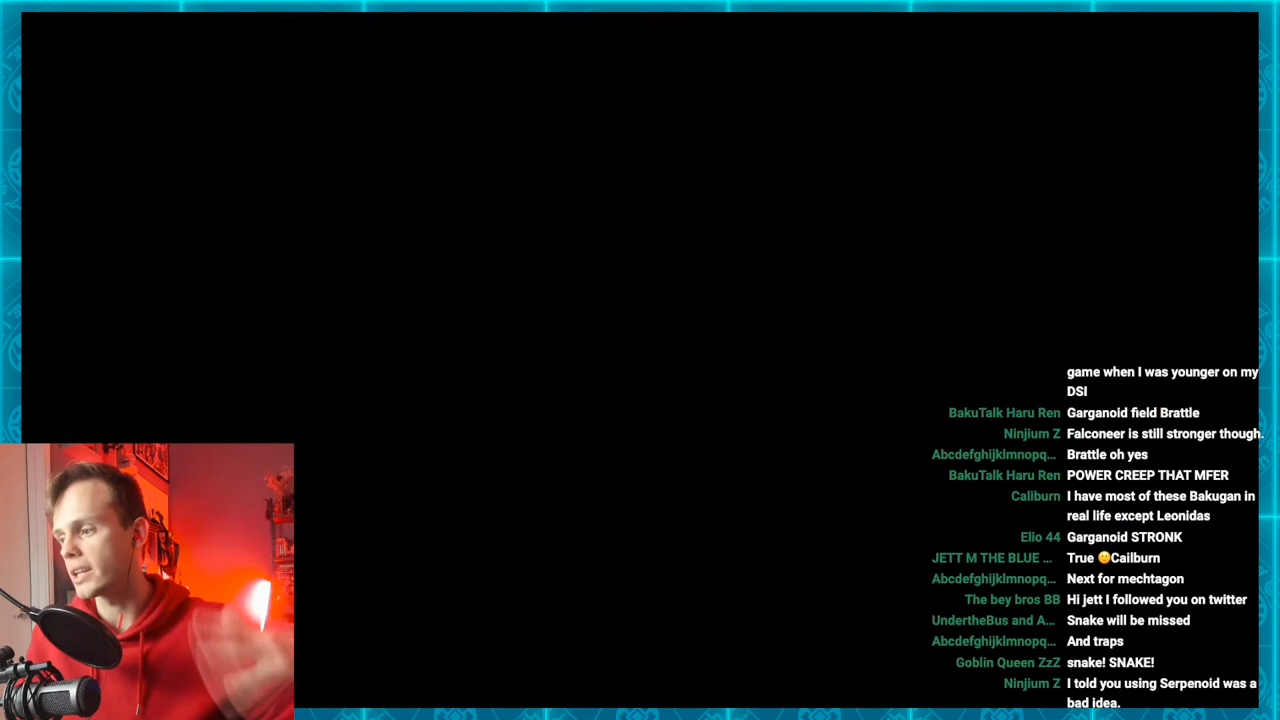 game when I was younger on my
DSI
BakuTalk Haru Ren Garganoid field Brattle
Ninjium Z Falconeer is still stronger though.
Abcdefghijklmnopq... Brattle oh yes
BakuTalk Haru Ren POWER CREEP THAT MFER
Caliburn I have most of these Bakugan in
real life except Leonidas
Elio 44 Garganoid STRONK
JETT M THE BLUE ... True 😕Cailburn
Abcdefghijklmnopq... Next for mechtagon
The bey bros BB Hi jett I followed you on twitter
UndertheBus and A... Snake will be missed
Abcdefghijklmnopq... And traps
Goblin Queen ZzZ snake! SNAKE!
Ninjium Z I told you using Serpenoid was a
bad idea.